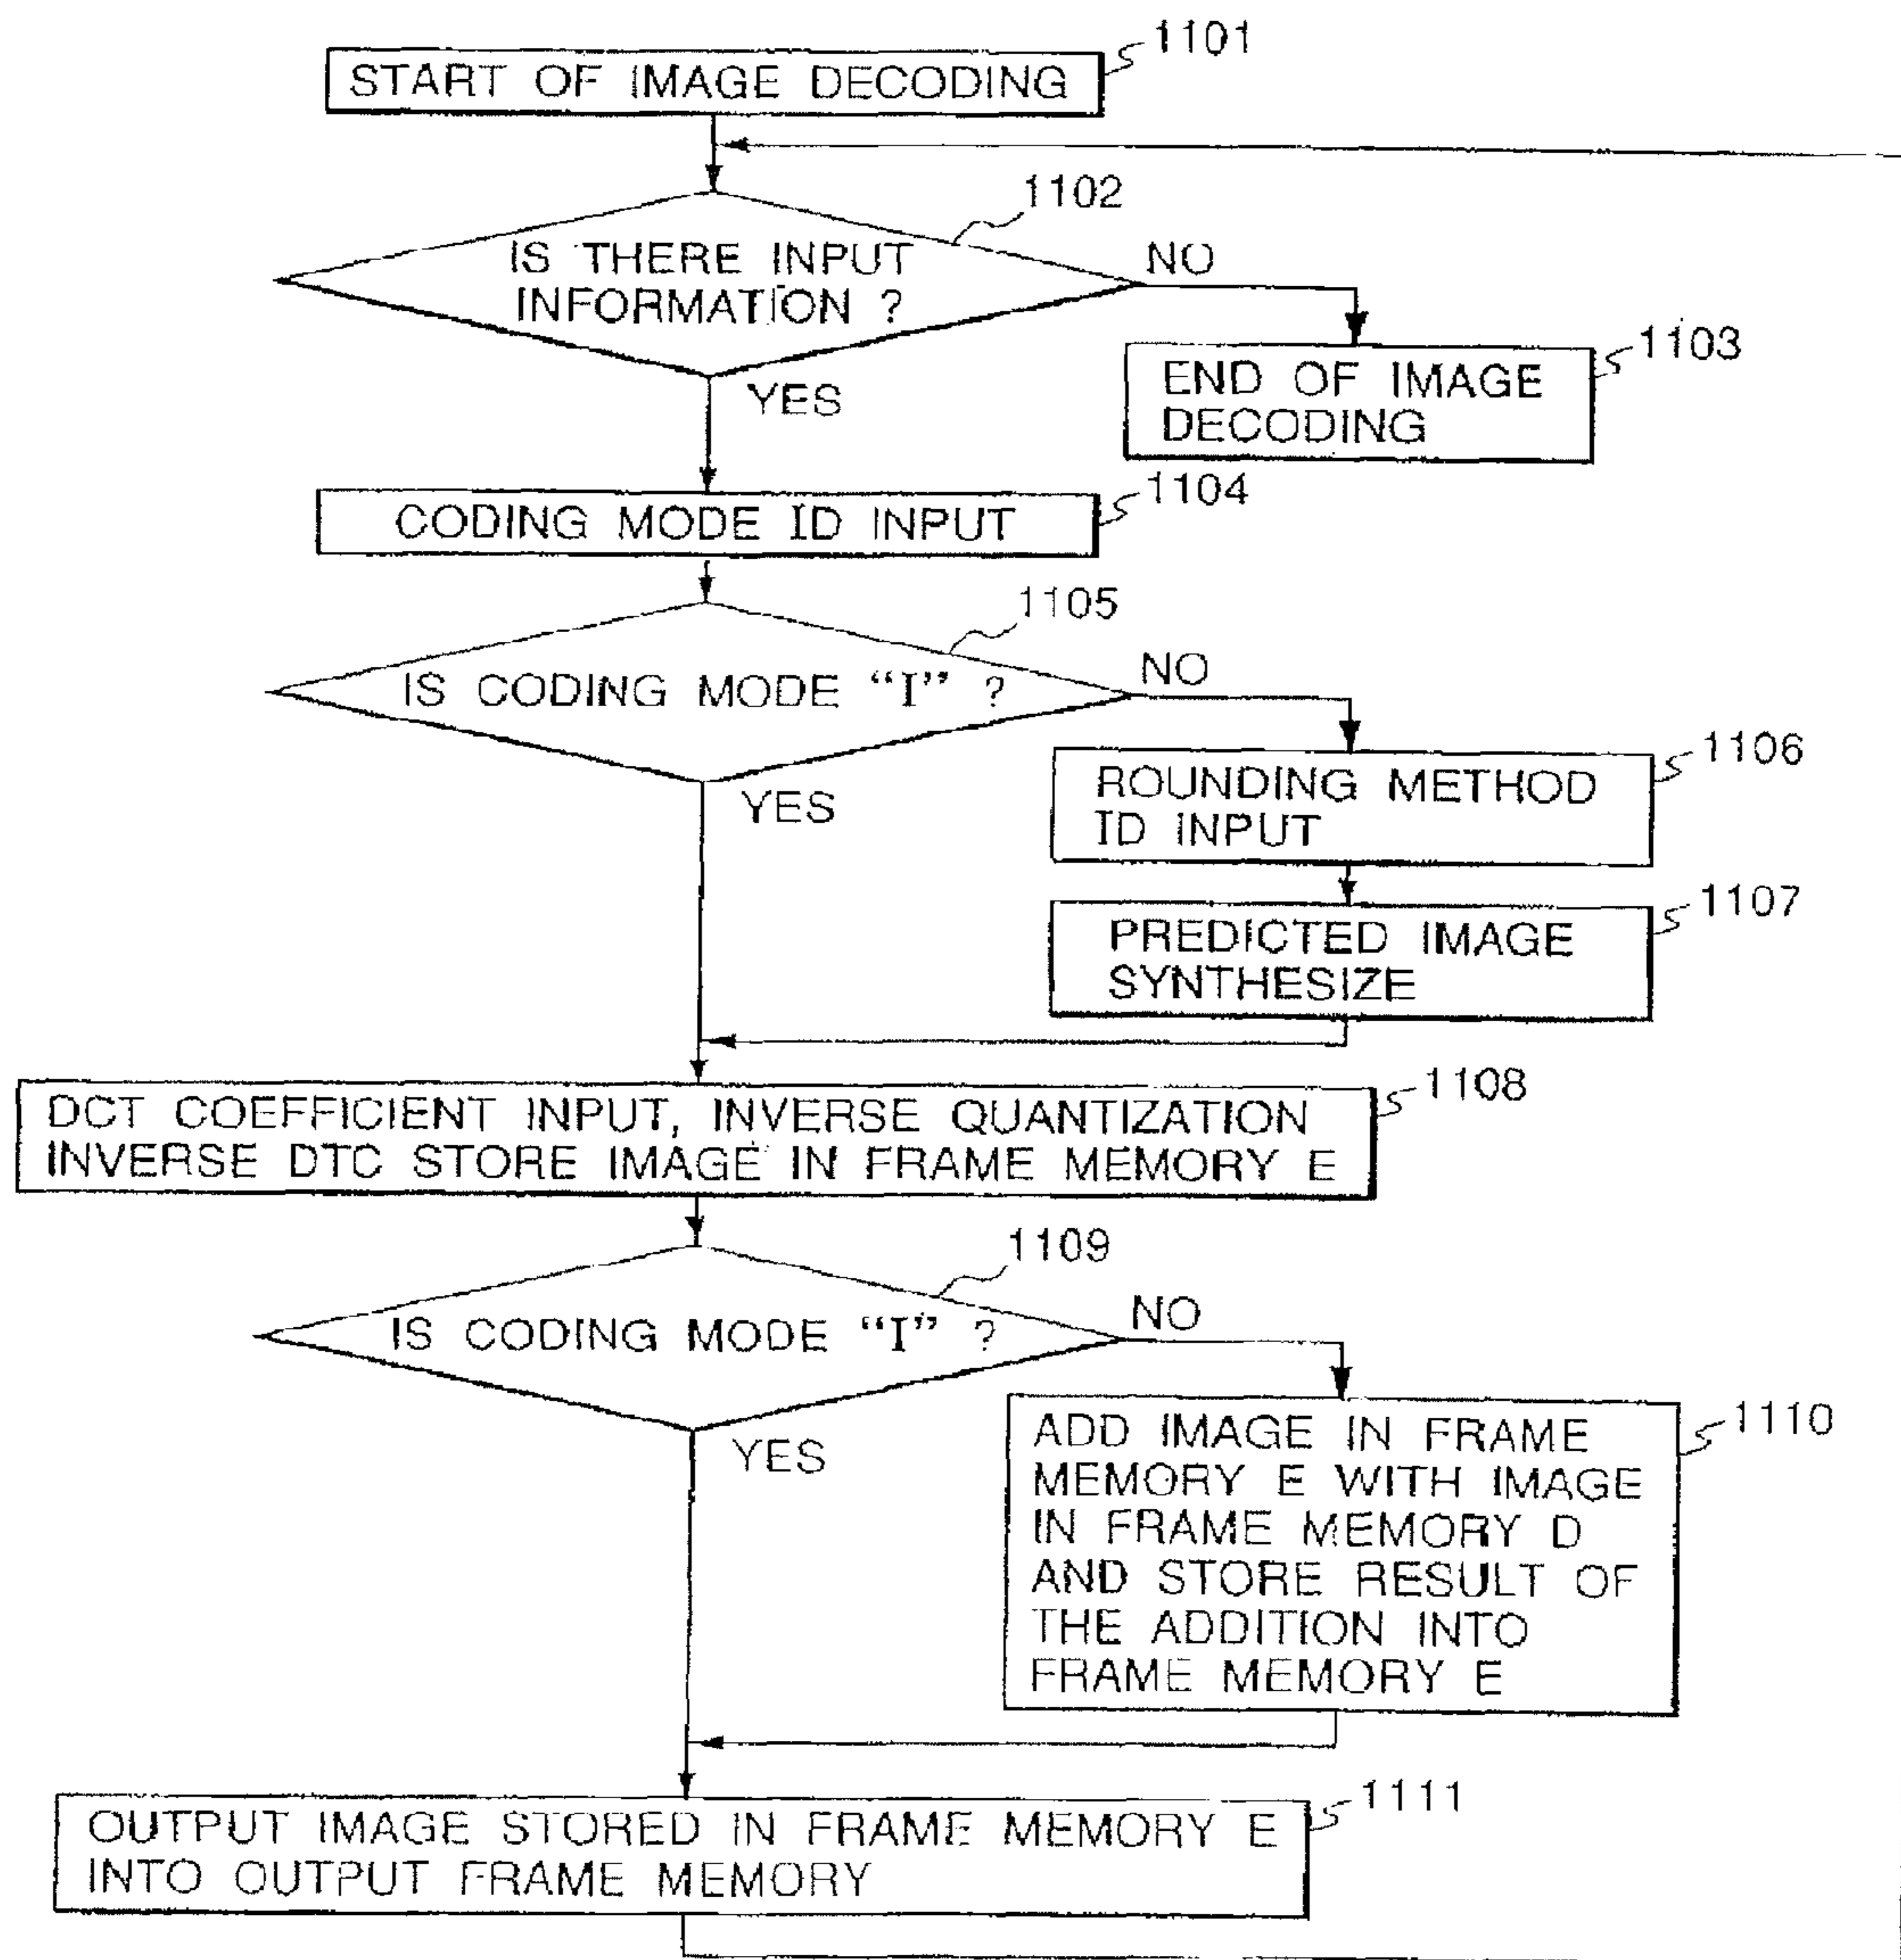 1101
START OF IMAGE DECODING
1102
IS THERE INPUT
INFORMATION ?
NO
YES
1103
END OF IMAGE
DECODING
1104
CODING MODE ID INPUT
1105
IS CODING MODE “I” ?
NO
YES
1106
ROUNDING METHOD
ID INPUT
1107
PREDICTED IMAGE
SYNTHESIZE
1108
DCT COEFFICIENT INPUT, INVERSE QUANTIZATION
INVERSE DTC STORE IMAGE IN FRAME MEMORY E
1109
IS CODING MODE “I” ?
NO
YES
1110
ADD IMAGE IN FRAME
MEMORY E WITH IMAGE
IN FRAME MEMORY D
AND STORE RESULT OF
THE ADDITION INTO
FRAME MEMORY E
1111
OUTPUT IMAGE STORED IN FRAME MEMORY E
INTO OUTPUT FRAME MEMORY